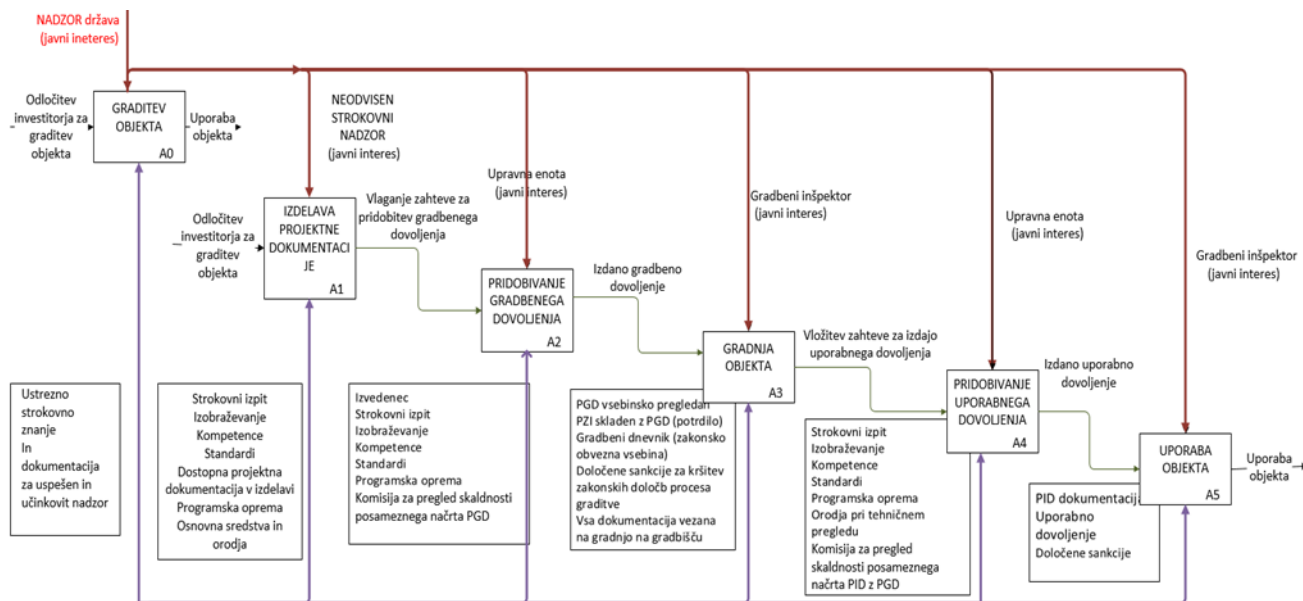 NADZOR država
(javni ineteres)
Odločitev
investitorja za
graditev
objekta
GRADITEV
OBJEKTA
A0
Uporaba
objekta
NEODVISEN
STROKOVNI
NADZOR
(javni interes)
Odločitev
investitorja za
graditev
objekta
IZDELAVA
PROJEKTNE
DOKUMENTACI
JE
A1
Vlaganje zahteve za
pridobitev gradbenega
dovoljenja
Upravna enota
(javni interes)
PRIDOBIVANJE
GRADBENEGA
DOVOLJENJA
A2
Izdano gradbeno
dovoljenje
Gradbeni inšpektor
(javni interes)
GRADNJA
OBJEKTA
A3
Vložitev zahteve za izdajo
uporabnega dovoljenja
Upravna enota
(javni interes)
PRIDOBIVANJE
UPORABNEGA
DOVOLJENJA
A4
Izdano uporabno
dovoljenje
Gradbeni inšpektor
(javni interes)
UPORABA
OBJEKTA
A5
Uporaba
objekta
Ustrezno
strokovno
znanje
In
dokumentacija
za uspešen in
učinkovit nadzor
Strokovni izpit
Izobraževanje
Kompetence
Standardi
Dostopna projektna
dokumentacija v izdelavi
Programska oprema
Osnovna sredstva in
orodja
Izvedenec
Strokovni izpit
Izobraževanje
Kompetence
Standardi
Programska oprema
Komisija za pregled skaldnosti
posameznega načrta PGD
PGD vsebinsko pregledan
PZI skladen z PGD (potrdilo)
Gradbeni dnevnik (zakonsko
obvezna vsebina)
Določene sankcije za kršitev
zakonskih določb procesa
graditve
Vsa dokumentacija vezana
na gradnjo na gradbišču
Strokovni izpit
Izobraževanje
Kompetence
Standardi
Programska oprema
Orodja pri tehničnem
pregledu
Komisija za pregled
skaldnosti posameznega
načrta PID z PGD
PID dokumentacija
Uporabno
dovoljenje
Določene sankcije